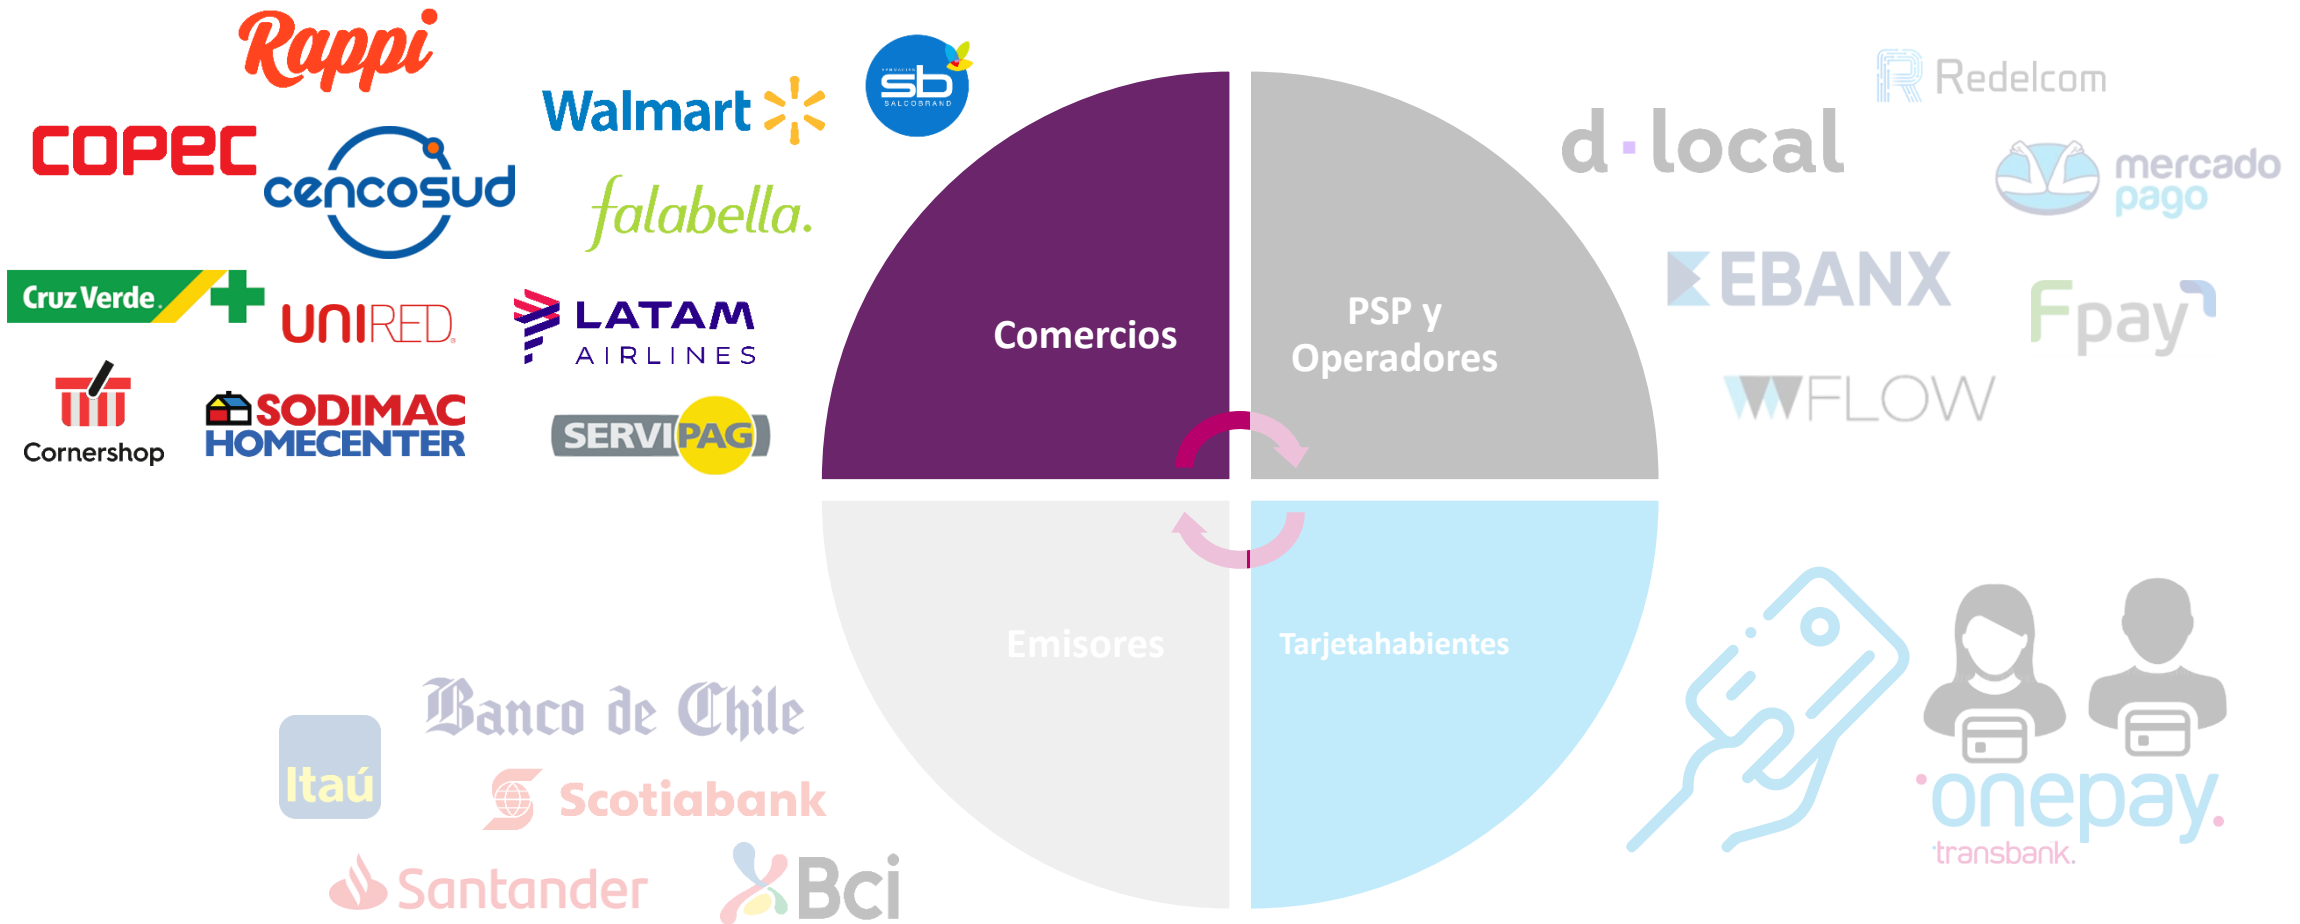 Rappi
Walmart
FUNDACIÓN
sb
SALCOBRAND
COPEC
cencosud
falabella.
Cruz Verde.
UNIRED
LATAM
AIRLINES
Cornershop
SODIMAC
HOMECENTER
SERVIPAG
Comercios
PSP y
Operadores
Redelcom
d·local
mercado
pago
EBANX
Fpay
FLOW
Emisores
Tarjetahabientes
Banco de Chile
Itaú
Scotiabank
Santander
Bci
onepay.
transbank.